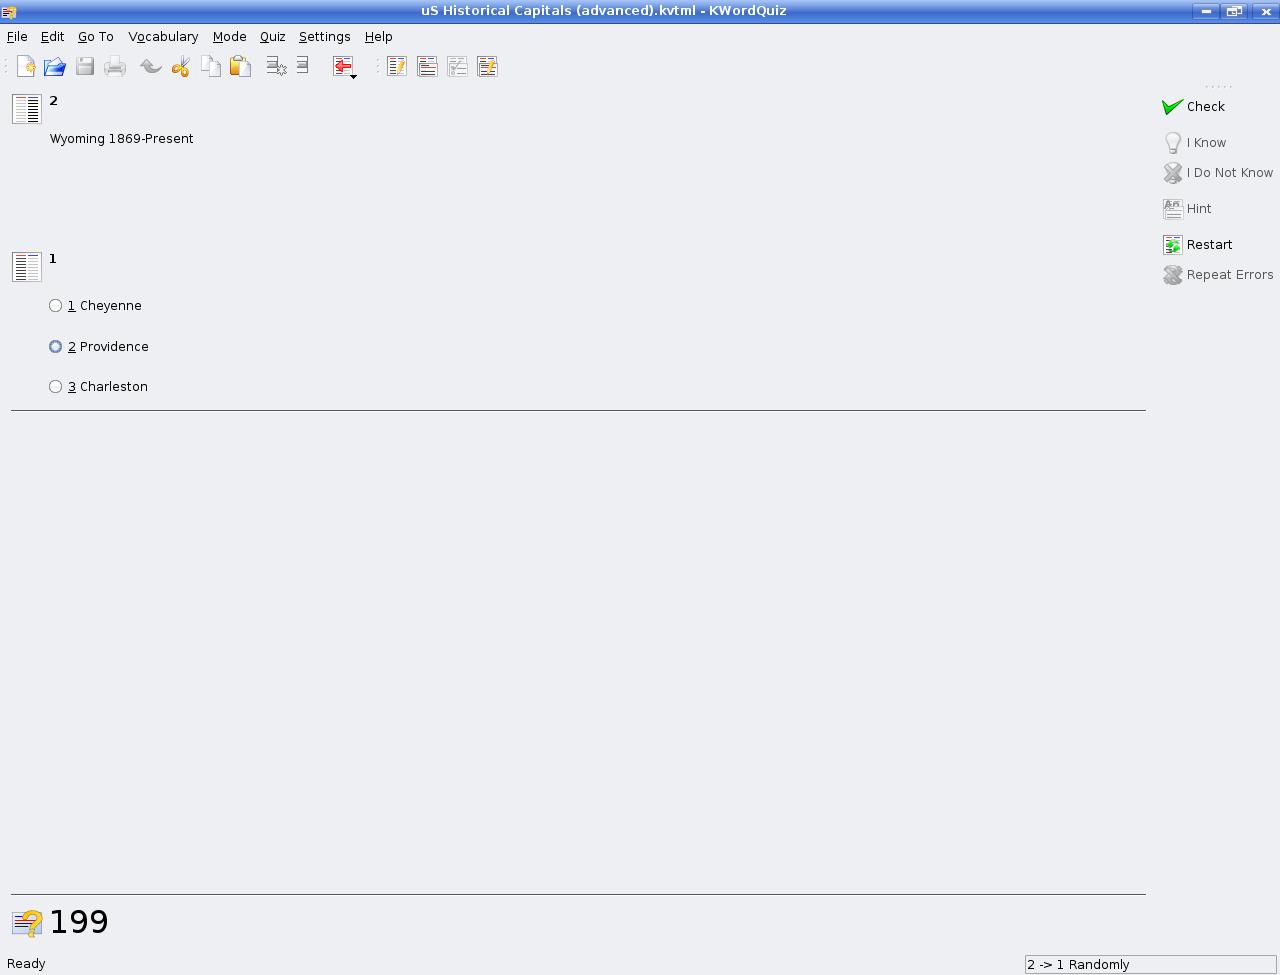 uS Historical Capitals (advanced).kvtml - KWordQuiz
File Edit Go To Vocabulary Mode Quiz Settings Help
2
Wyoming 1869-Present
1
1 Cheyenne
2 Providence
3 Charleston
Check
I Know
I Do Not Know
Hint
Restart
Repeat Errors
199
Ready
2 -> 1 Randomly